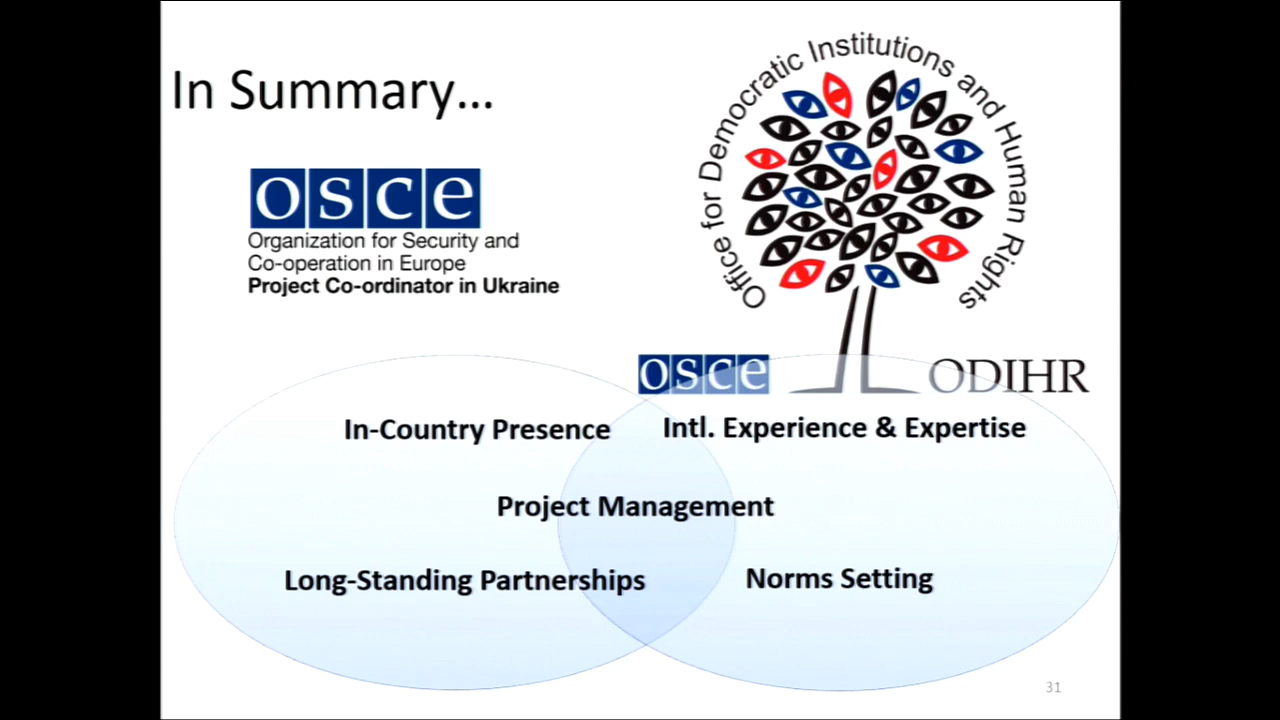 In Summary...
osce
Organization for Security and
Co-operation in Europe
Project Co-ordinator in Ukraine
Office for Democratic Institutions and Human Rights
osce
ODIHR
In-Country Presence
Intl. Experience & Expertise
Project Management
Long-Standing Partnerships
Norms Setting
31